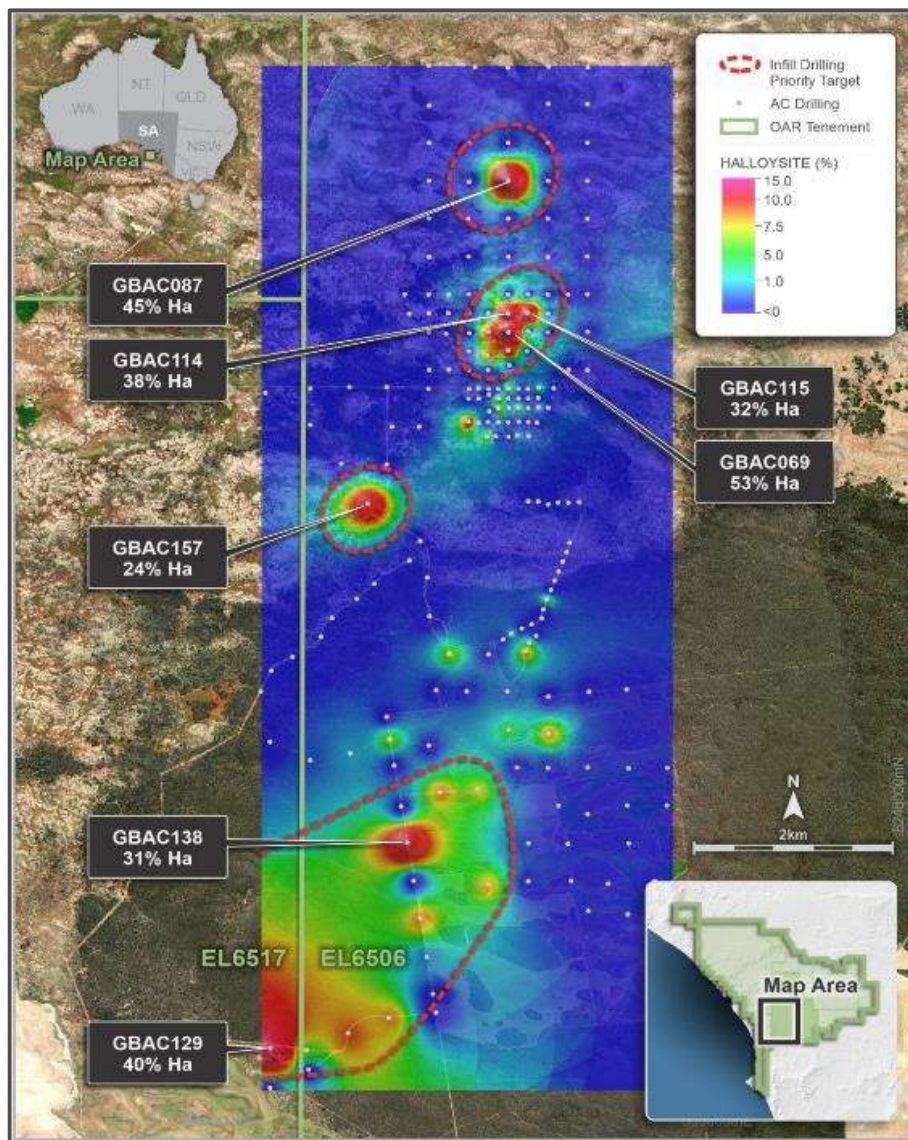 NT
QLD
WA
SA
NSW
Map Area
Infill Drilling
Priority Target
AC Drilling
OAR Tenement
HALLOYSITE (%)
15.0
10.0
7.5
5.0
1.0
<0
GBAC087
45% Ha
GBAC114
38% Ha
GBAC115
32% Ha
GBAC069
53% Ha
GBAC157
24% Ha
N
2km
GBAC138
31% Ha
EL6517
EL6506
Map Area
GBAC129
40% Ha